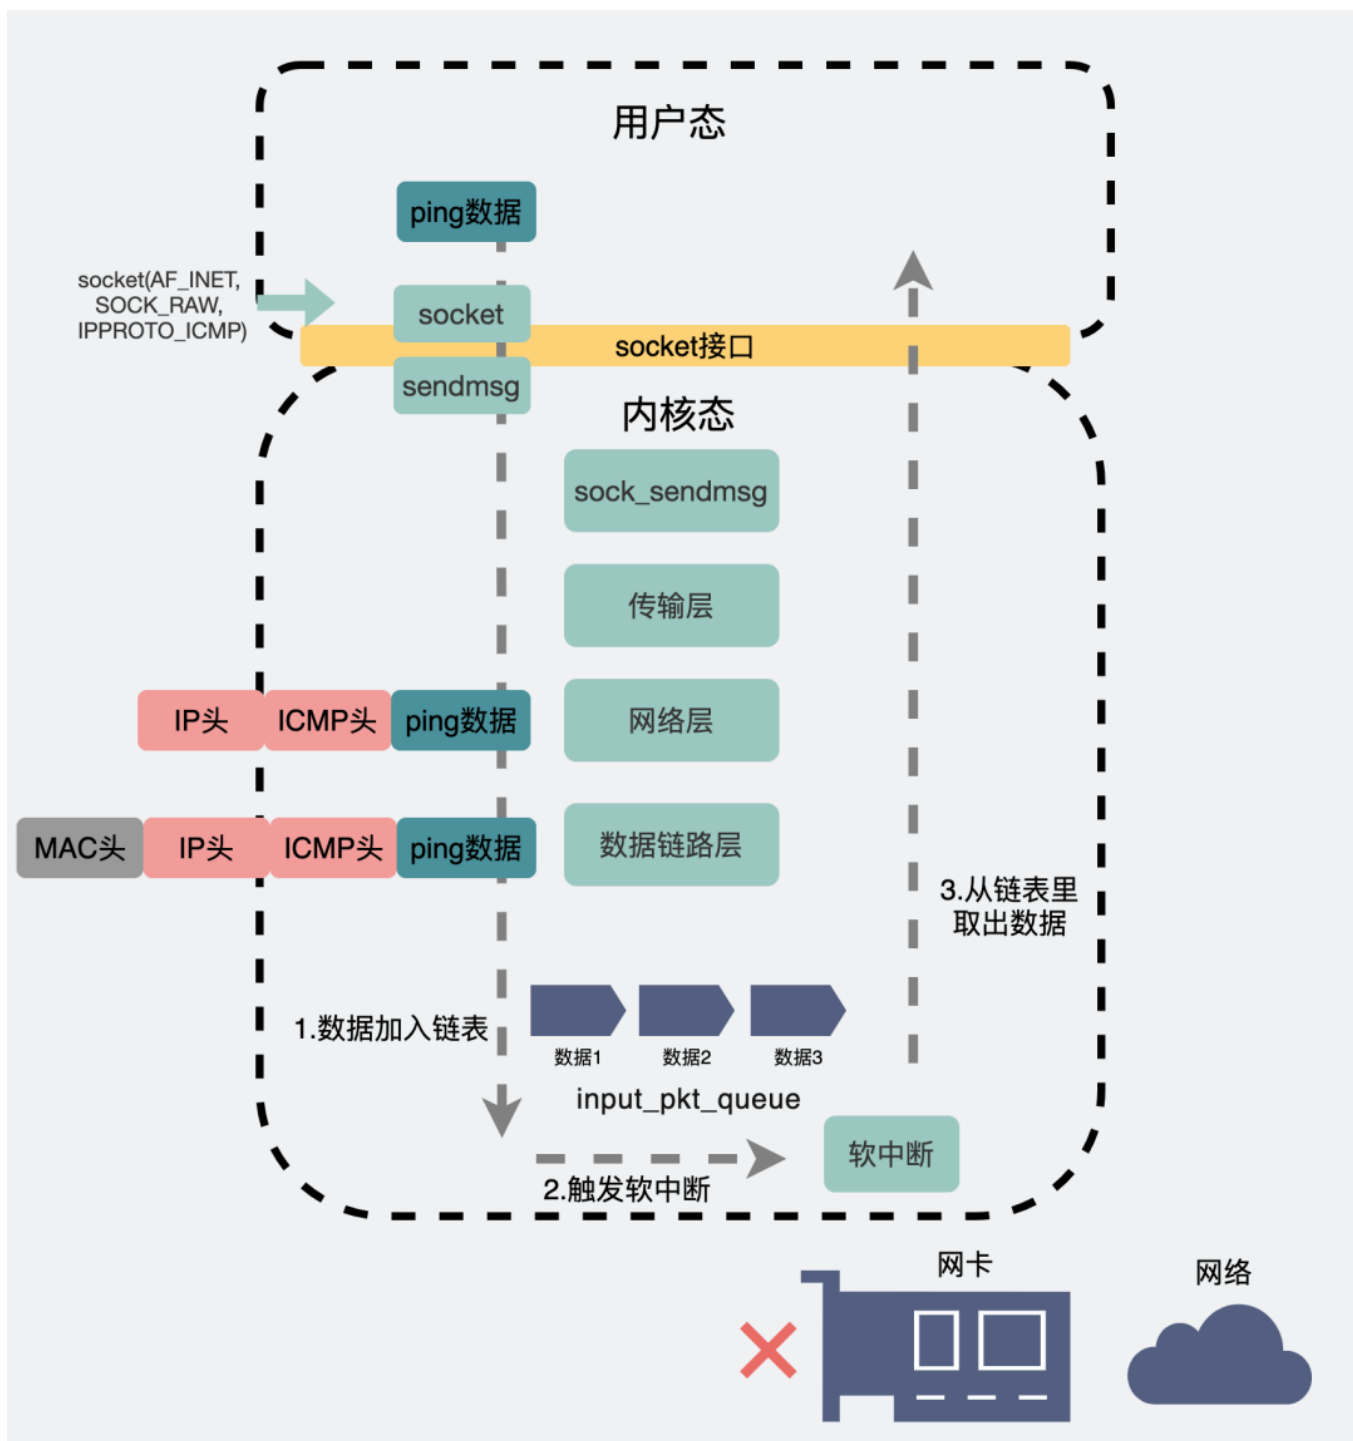 用户态
ping数据
socket(AF_INET,
SOCK_RAW,
IPPROTO_ICMP)
socket
socket接口
sendmsg
内核态
sock_sendmsg
传输层
IP头 ICMP头 ping数据 网络层
MAC头 IP头 ICMP头 ping数据 数据链路层
3.从链表里
取出数据
1.数据加入链表
数据1 数据2 数据3
input_pkt_queue
软中断
2.触发软中断
网卡
网络